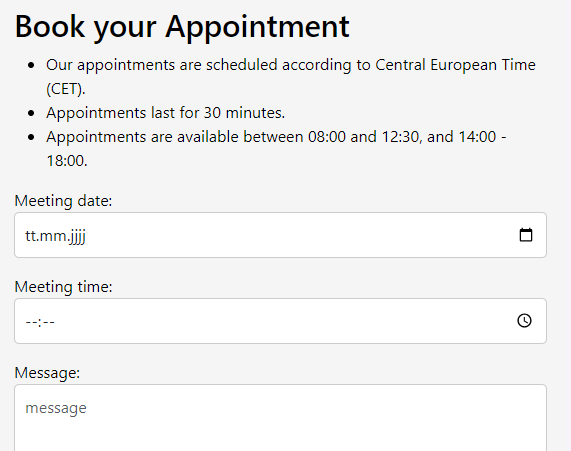 Book your Appointment
• Our appointments are scheduled according to Central European Time
(CET).
• Appointments last for 30 minutes.
• Appointments are available between 08:00 and 12:30, and 14:00 -
18:00.
Meeting date:
tt.mm.jjjj
Meeting time:
--:--
Message:
message